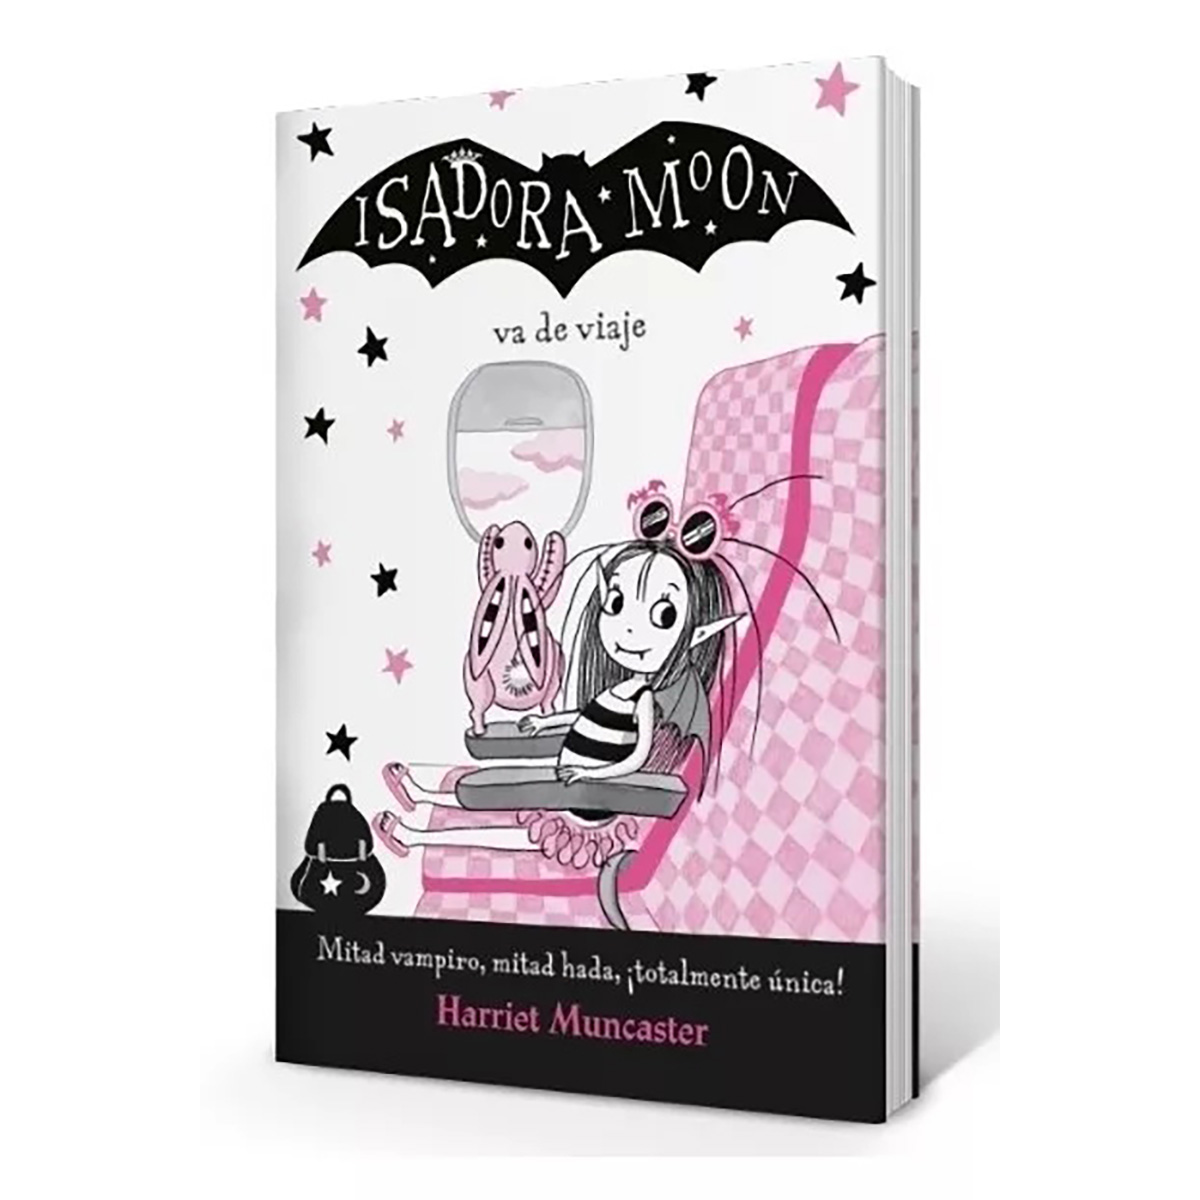 ISADORA MOON
va de viaje
Mitad vampiro, mitad hada, ¡totalmente única!
Harriet Muncaster